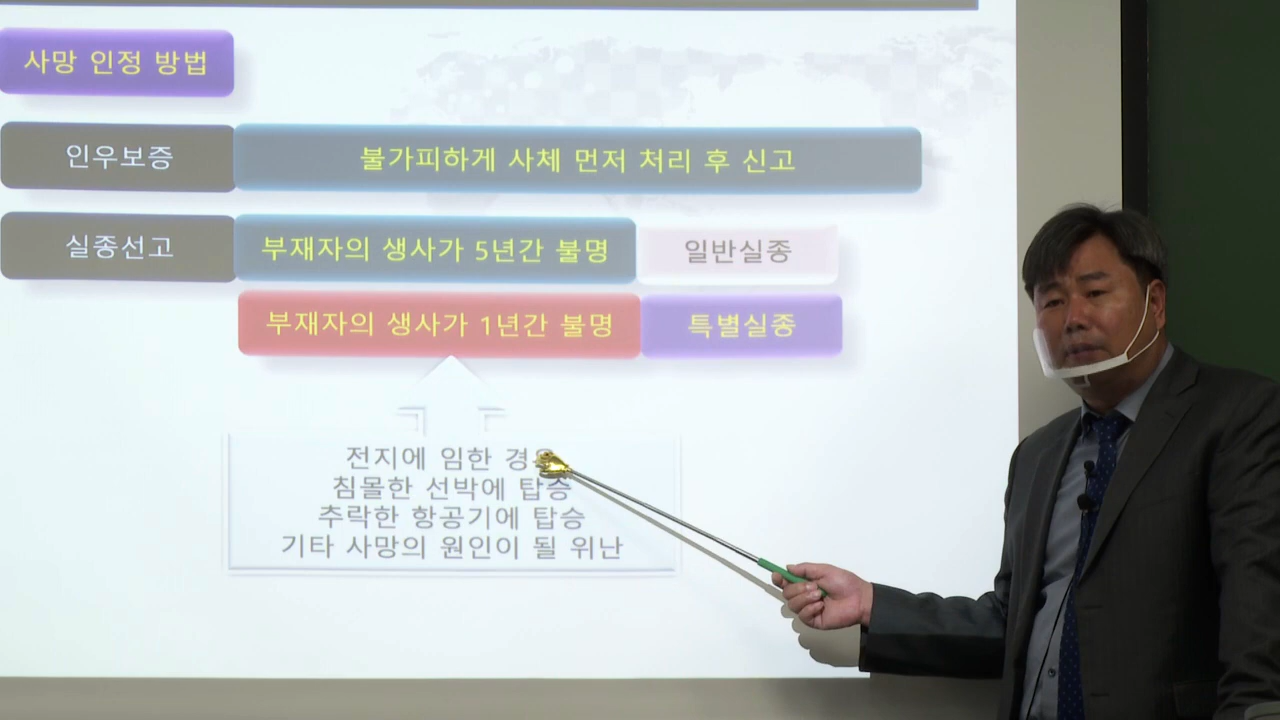 사망 인정 방법
인우보증 불가피하게 사체 먼저 처리 후 신고
실종선고 부재자의 생사가 5년간 불명 일반실종
부재자의 생사가 1년간 불명 특별실종
전지에 임한
침몰한 선박에 탑승
추락한 항공기에 탑승
기타 사망의 원인이 될 위난